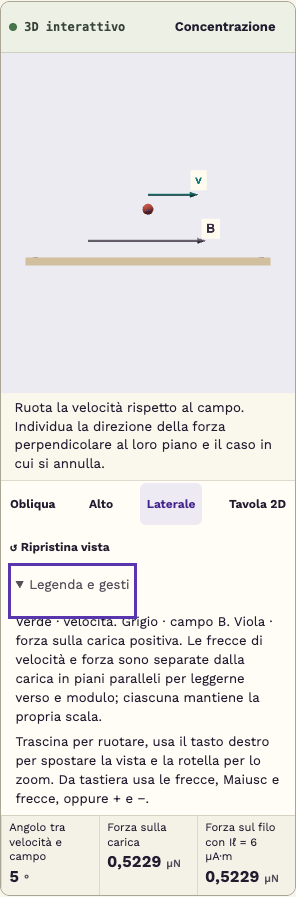 3D interattivo Concentrazione
v
B
Ruota la velocità rispetto al campo.
Individua la direzione della forza
perpendicolare al loro piano e il caso in
cui si annulla.
Obliqua Alto Laterale Tavola 2D
↺ Ripristina vista
▼ Legenda e gesti
Verde · velocità. Grigio · campo B. Viola ·
forza sulla carica positiva. Le frecce di
velocità e forza sono separate dalla
carica in piani paralleli per leggerne
verso e modulo; ciascuna mantiene la
propria scala.
Trascina per ruotare, usa il tasto destro
per spostare la vista e la rotella per lo
zoom. Da tastiera usa le frecce, Maiusc e
frecce, oppure + e −.
Angolo tra
velocità e
campo
5 °
Forza sulla
carica
0,5229 μN
Forza sul filo
con Iℓ = 6
μA·m
0,5229 μN